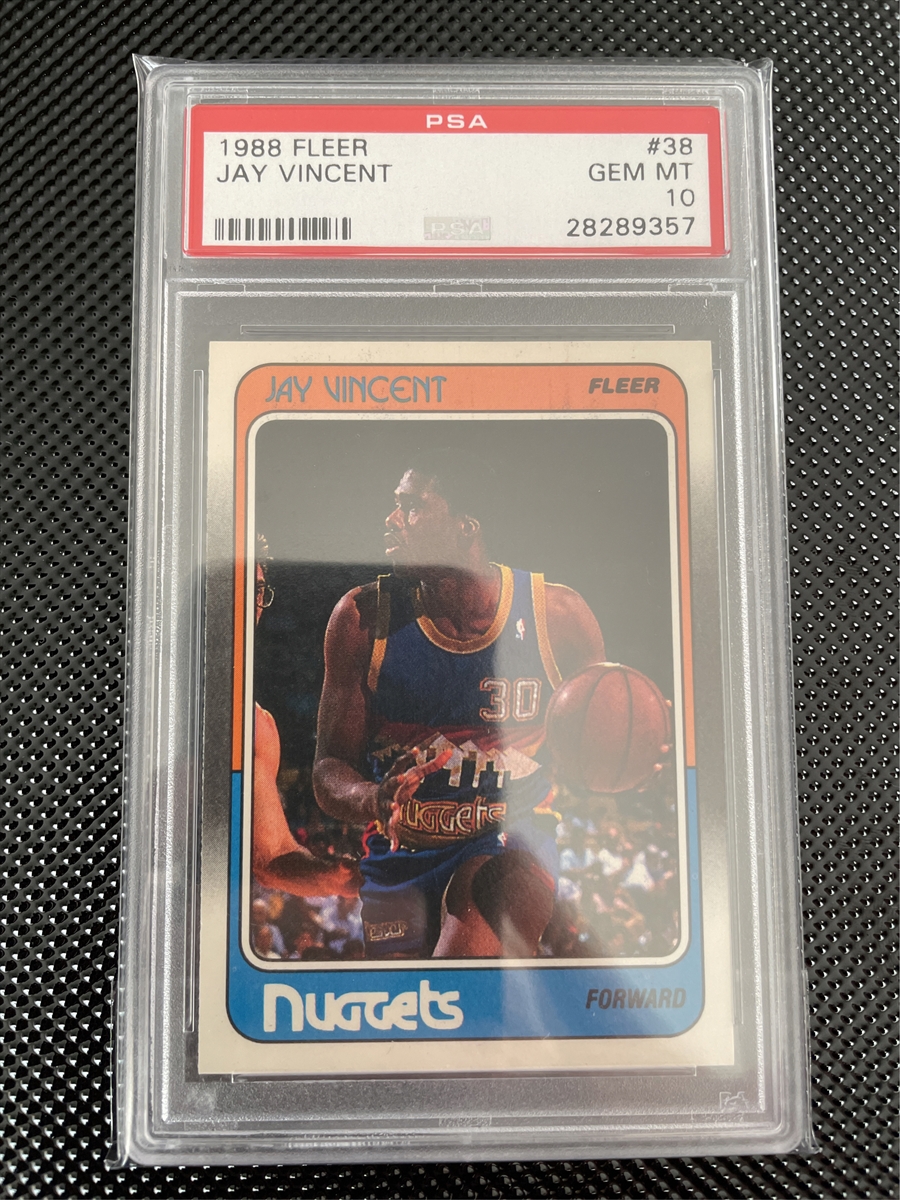 PSA
1988 FLEER #38
JAY VINCENT GEM MT
10
PSA 28289357
JAY VINCENT FLEER
30
NUGGETS
NUGGETS FORWARD